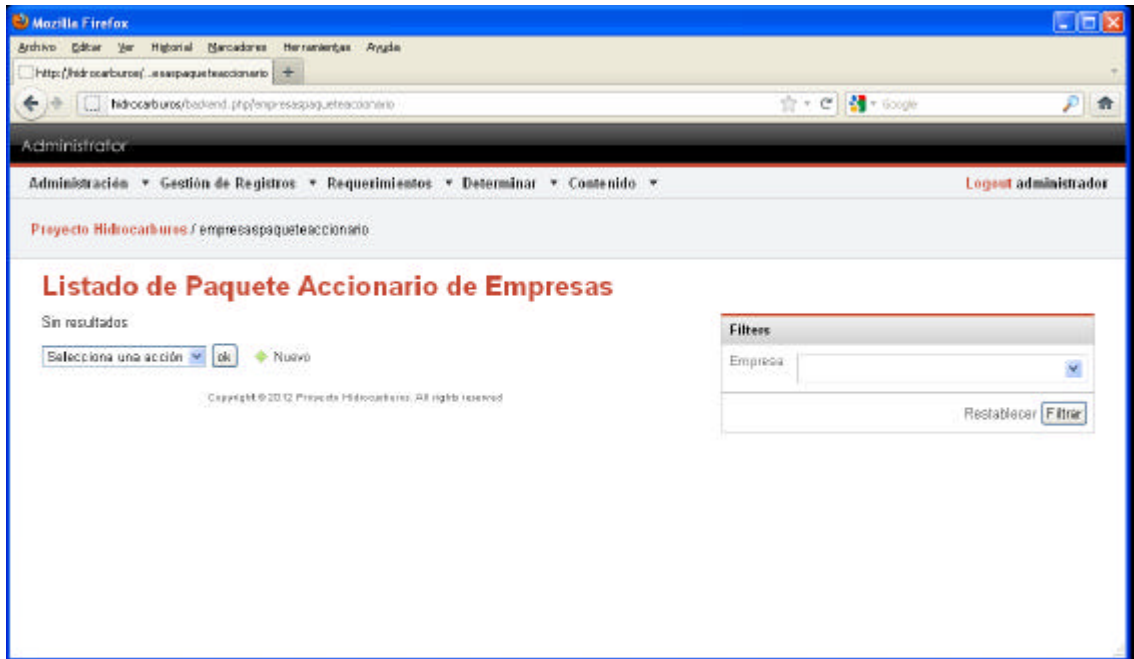 Mozilla Firefox
Archivo Editar Ver Historial Marcadores Herramientas Ayuda
http://hidrocarburos/...esaspaqueteaccionario +
hidrocarburos/backend.php/empresaspaqueteaccionario Google
Administrator
Administración Gestión de Registros Requerimientos Determinar Contenido Logout administrador
Proyecto Hidrocarburos / empresaspaqueteaccionario
Listado de Paquete Accionario de Empresas
Sin resultados
Selecciona una acción ok Nuevo
Copyright © 2012 Proyecto Hidrocarburos. All rights reserved
Filters
Empresa
Restablecer Filtrar